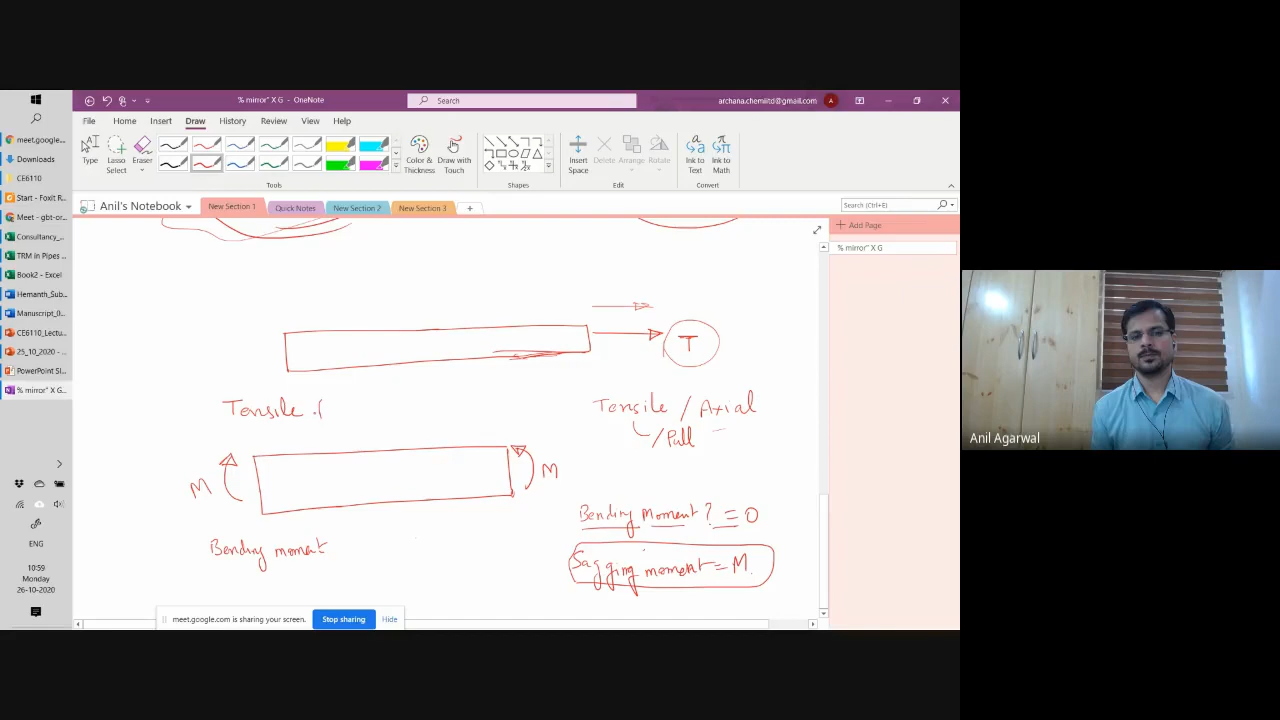 % mirror" X G - OneNote
Search
archana.chemiitd@gmail.com
A
File Home Insert Draw History Review View Help
meet.google...
Downloads
CE6110
Start - Foxit R...
Meet - gbt-or...
Consultancy_...
TRM in Pipes ...
Book2 - Excel
Hemanth_Sub...
Manuscript_0...
CE6110_Lectu...
25_10_2020 - ...
PowerPoint Sl...
% mirror" X G...
ENG
10:59
Monday
26-10-2020
Type
Lasso Select
Eraser
Color & Thickness
Draw with Touch
Insert Space
Delete
Arrange
Rotate
Ink to Text
Ink to Math
Tools
Shapes
Edit
Convert
Anil's Notebook
New Section 1
Quick Notes
New Section 2
New Section 3
+
Search (Ctrl+E)
+ Add Page
% mirror" X G
T
Tensile
Tensile / Axial
/Pull
M
M
Bending Moment? = 0
Bending moment
Sagging moment = M
meet.google.com is sharing your screen.
Stop sharing
Hide
Anil Agarwal